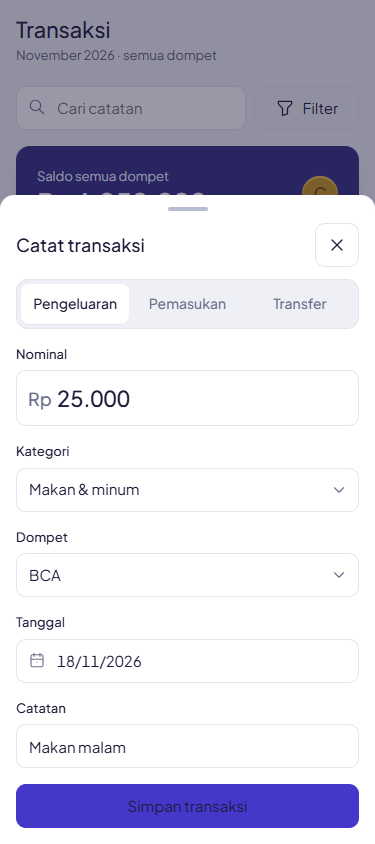 Transaksi
November 2026 · semua dompet
Cari catatan
Filter
Saldo semua dompet
Catat transaksi
Pengeluaran
Pemasukan
Transfer
Nominal
Rp 25.000
Kategori
Makan & minum
Dompet
BCA
Tanggal
18/11/2026
Catatan
Makan malam
Simpan transaksi